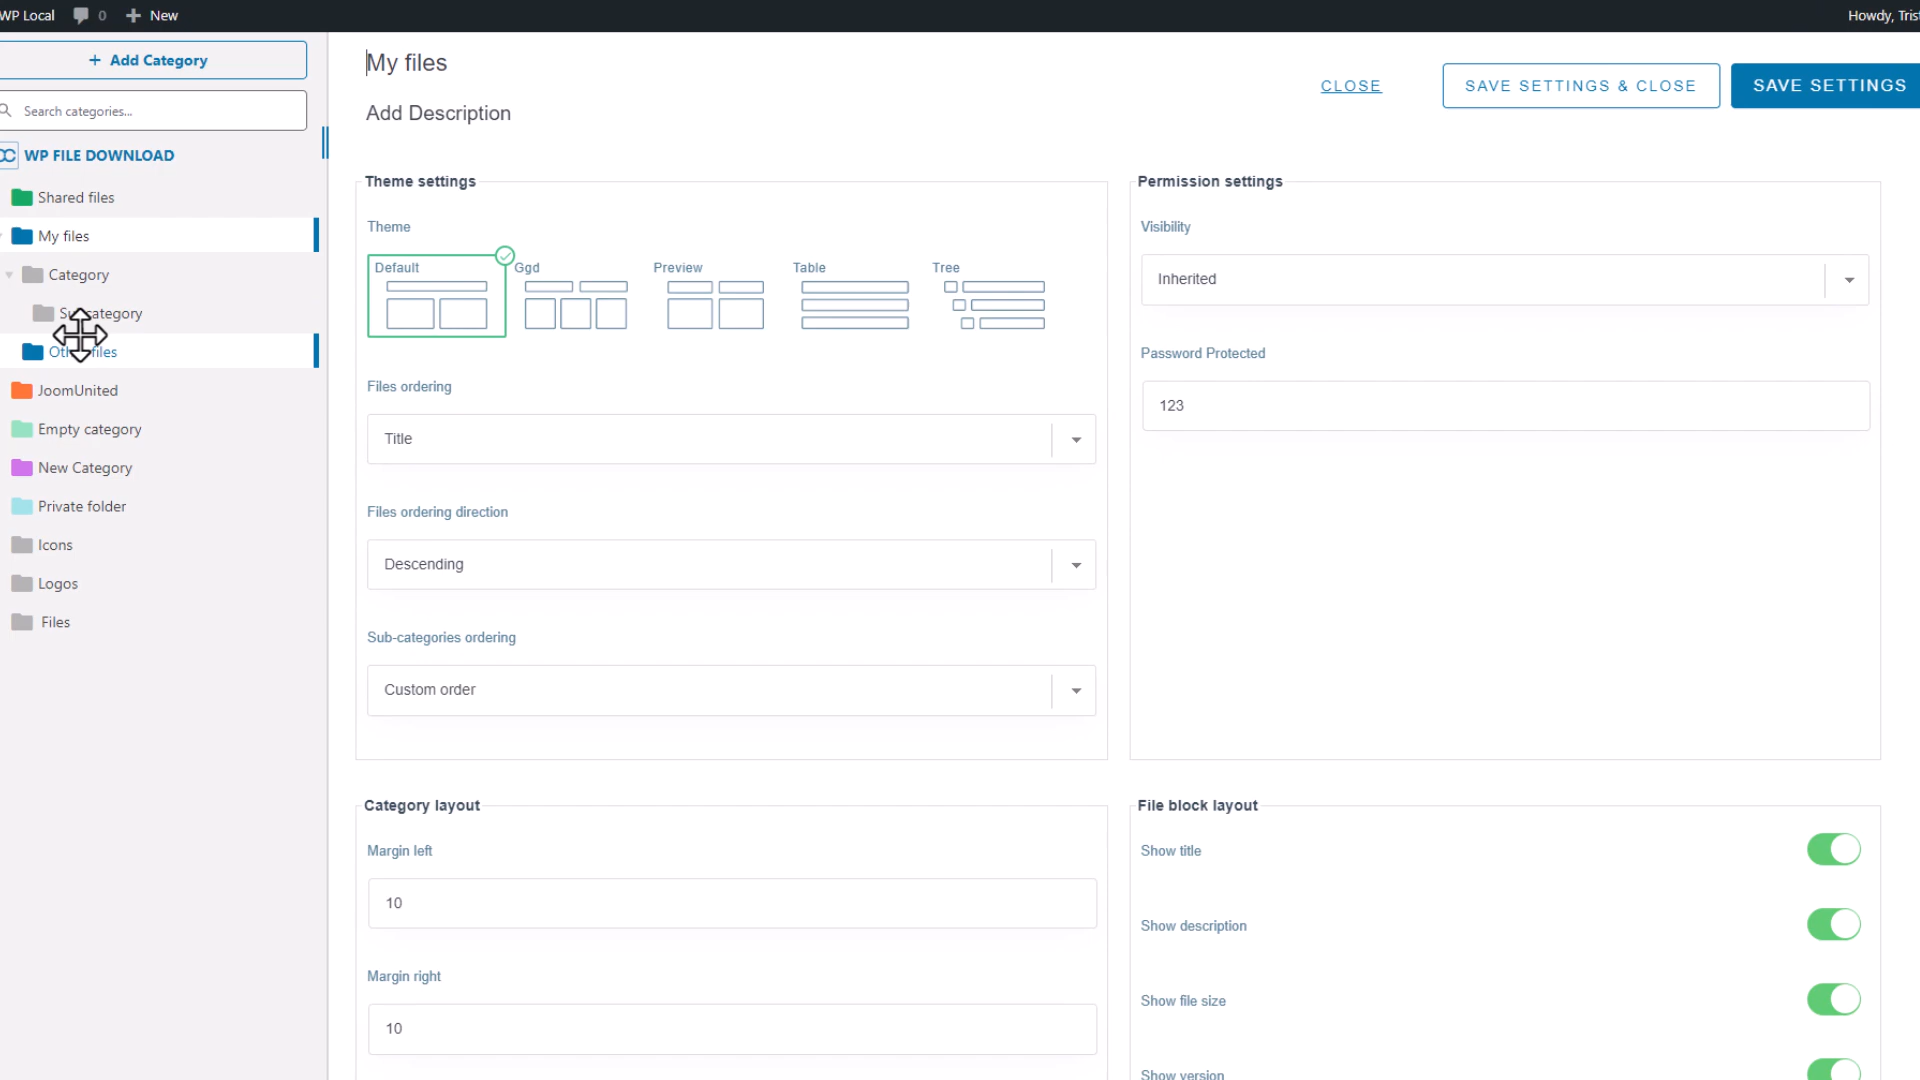 WP Local 0 New Howdy, Trist
+ Add Category
Search categories...
WP FILE DOWNLOAD
Shared files
My files
Category
Subcategory
Other files
JoomUnited
Empty category
New Category
Private folder
Icons
Logos
Files
My files
Add Description
CLOSE
SAVE SETTINGS & CLOSE
SAVE SETTINGS
Theme settings
Theme
Default
Ggd
Preview
Table
Tree
Files ordering
Title
Files ordering direction
Descending
Sub-categories ordering
Custom order
Permission settings
Visibility
Inherited
Password Protected
123
Category layout
Margin left
10
Margin right
10
File block layout
Show title
Show description
Show file size
Show version